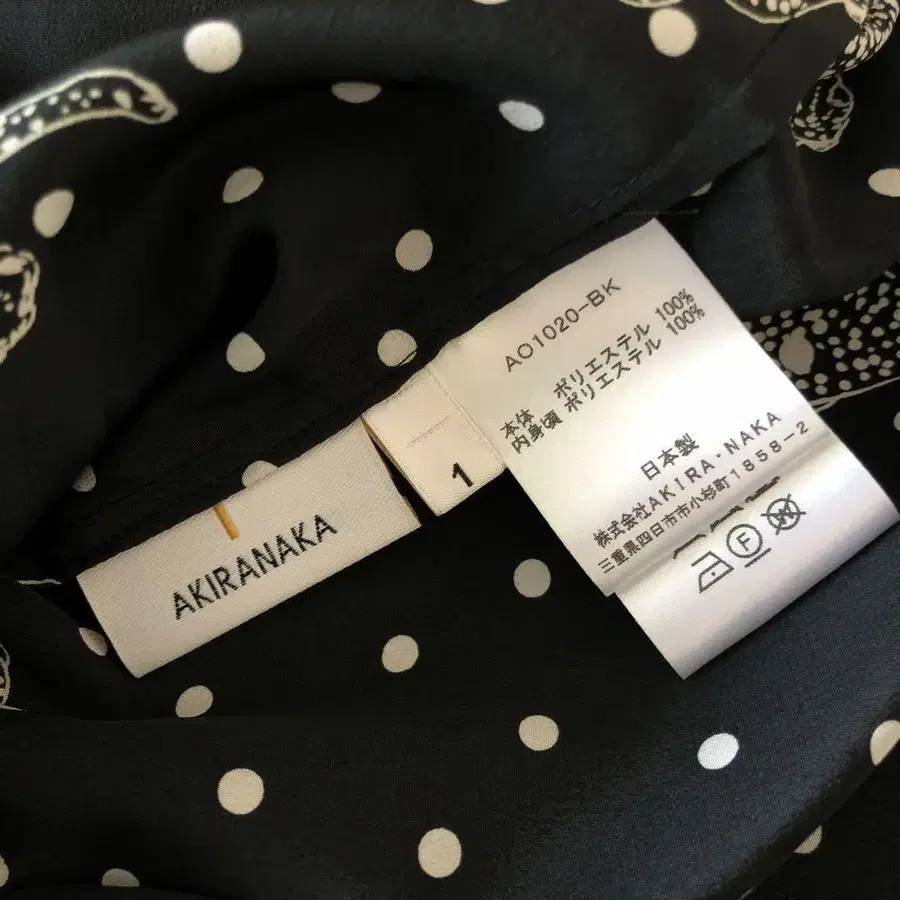 AKIRANAKA
1
AO1020-BK
本体 ポリエステル 100%
内身頃 ポリエステル 100%
日本製
株式会社AKIRA・NAKA
三重県四日市市小杉町1858-2
F
W